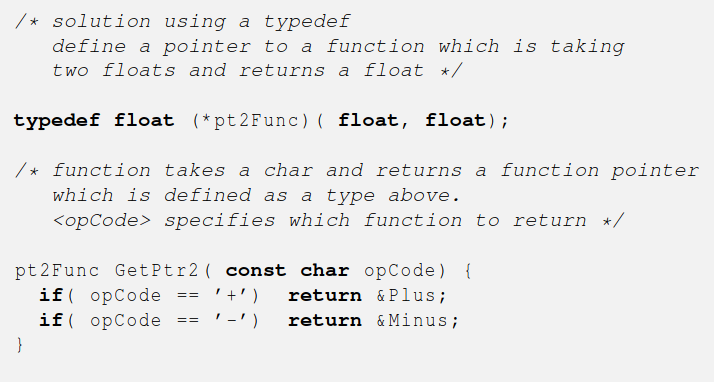 /* solution using a typedef
define a pointer to a function which is taking
two floats and returns a float */
typedef float (*pt2Func)( float, float);
/* function takes a char and returns a function pointer
which is defined as a type above.
<opCode> specifies which function to return */
pt2Func GetPtr2( const char opCode) {
if( opCode == ’+’) return &Plus;
if( opCode == ’-’) return &Minus;
}